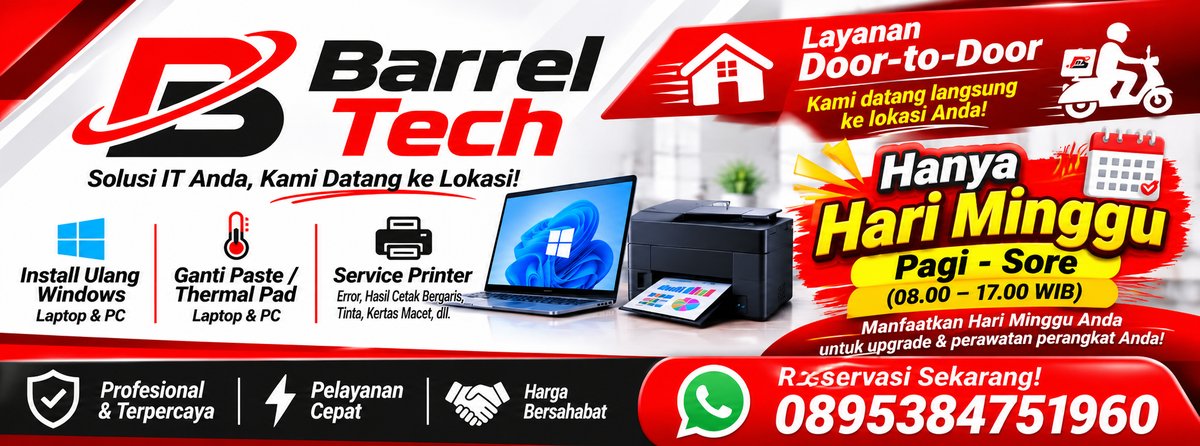 Barrel
Tech
Solusi IT Anda, Kami Datang ke Lokasi!
Install Ulang
Windows
Laptop & PC
Ganti Paste /
Thermal Pad
Laptop & PC
Service Printer
Error, Hasil Cetak Bergaris,
Tinta, Kertas Macet, dll.
Layanan
Door-to-Door
Kami datang langsung
ke lokasi Anda!
Hanya
Hari Minggu
Pagi - Sore
(08.00 – 17.00 WIB)
Manfaatkan Hari Minggu Anda
untuk upgrade & perawatan perangkat Anda!
Profesional
& Terpercaya
Pelayanan
Cepat
Harga
Bersahabat
Reservasi Sekarang!
0895384751960